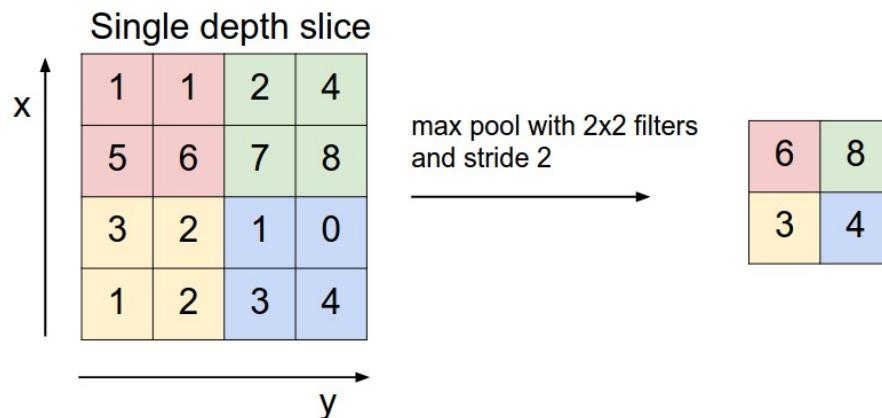 Single depth slice
x
1 1 2 4
5 6 7 8
3 2 1 0
1 2 3 4
y
max pool with 2x2 filters
and stride 2
6 8
3 4